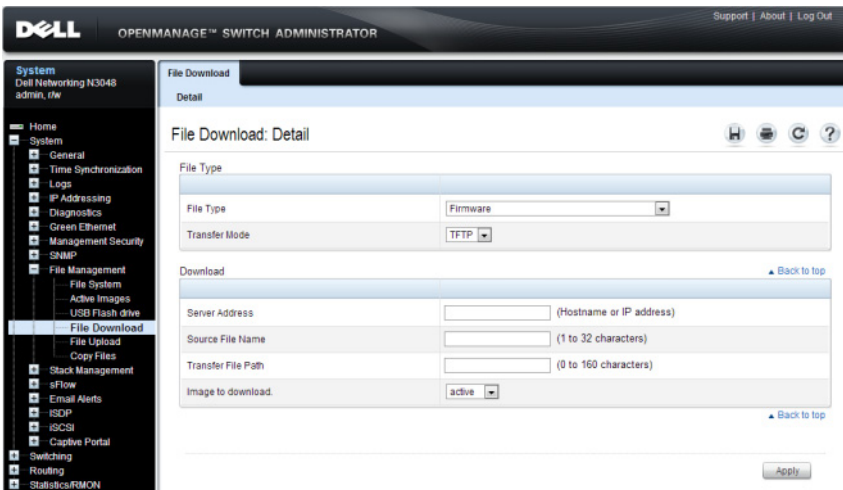 Support | About | Log Out
DELL
OPENMANAGE™ SWITCH ADMINISTRATOR
System
Dell Networking N3048
admin, r/w
Home
System
General
Time Synchronization
Logs
IP Addressing
Diagnostics
Green Ethernet
Management Security
SNMP
File Management
File System
Active Images
USB Flash drive
File Download
File Upload
Copy Files
Stack Management
sFlow
Email Alerts
ISDP
iSCSI
Captive Portal
Switching
Routing
Statistics/RMON
File Download
Detail
File Download: Detail
File Type
File Type Firmware
Transfer Mode TFTP
Download Back to top
Server Address (Hostname or IP address)
Source File Name (1 to 32 characters)
Transfer File Path (0 to 160 characters)
Image to download. active
Back to top
Apply